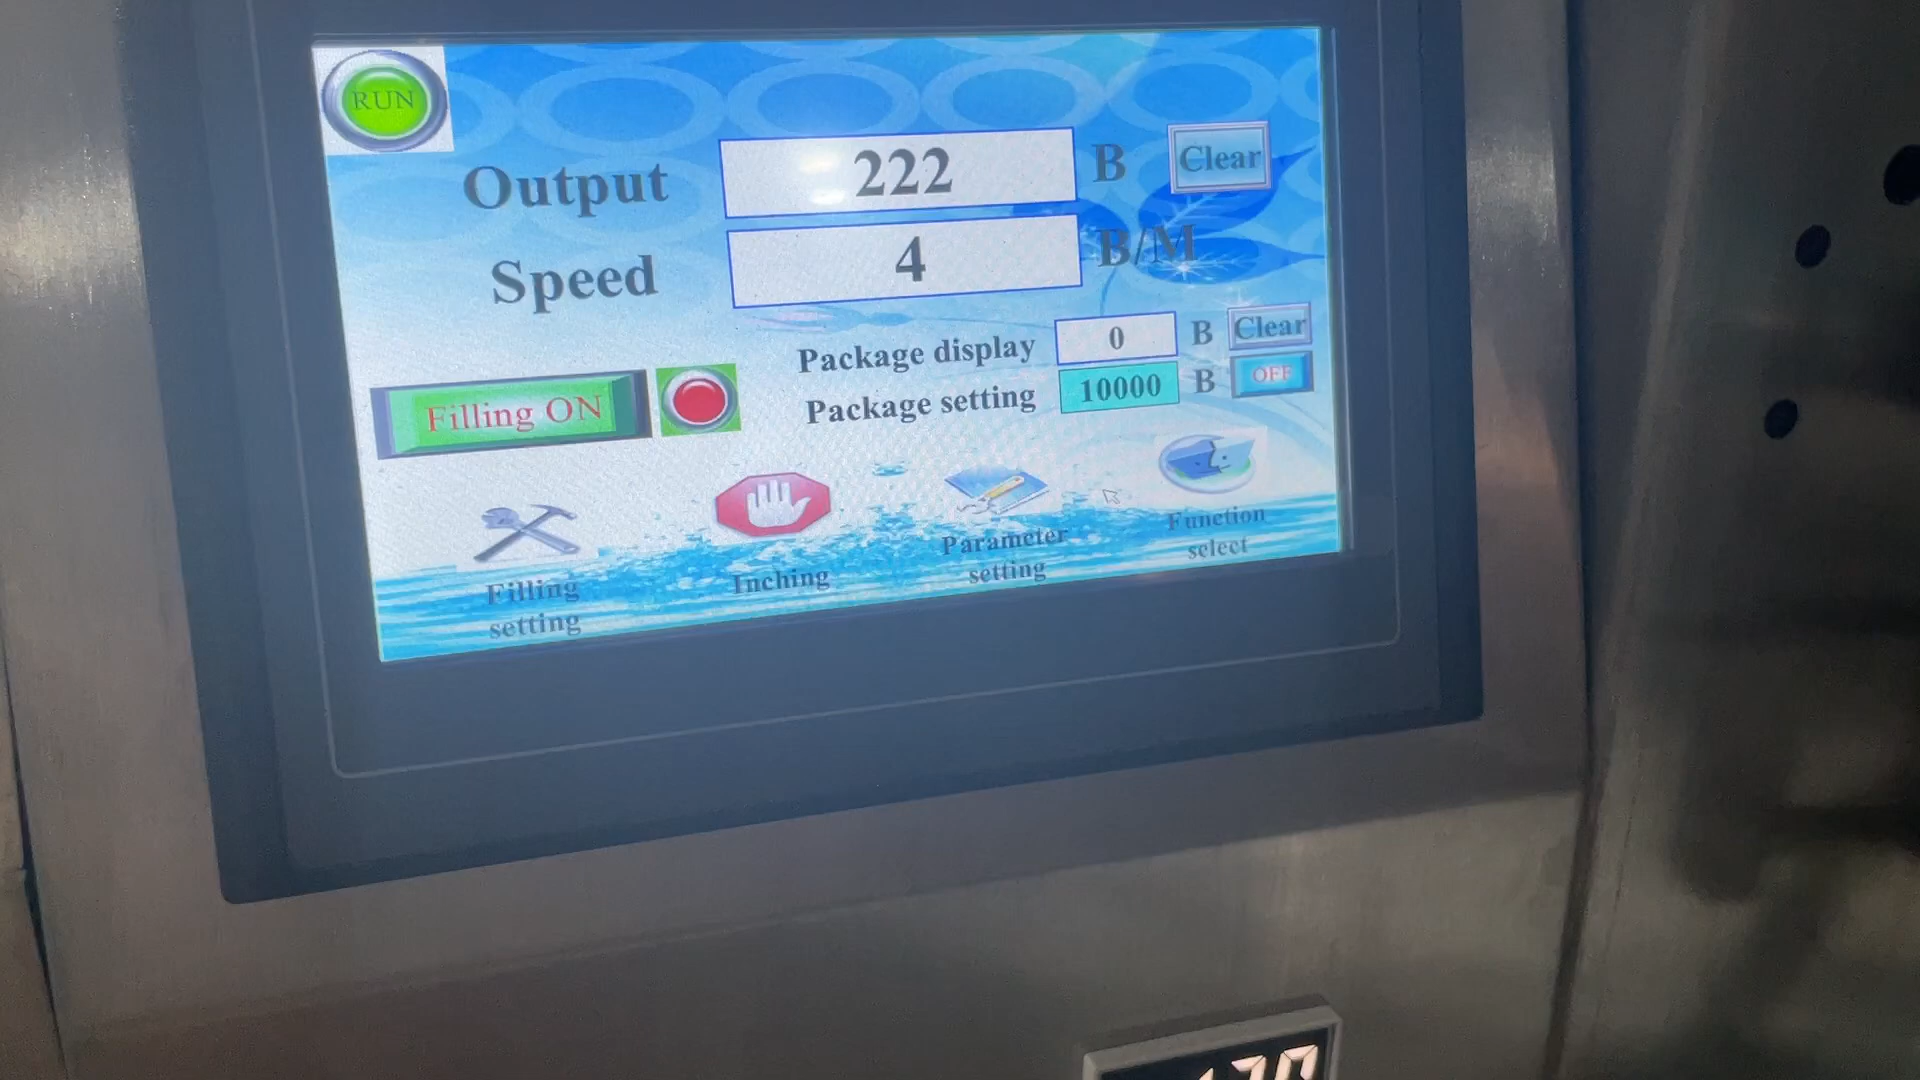 RUN
Output 222 B Clear
Speed 4 B/M
Package display 0 B Clear
Filling ON Package setting 10000 B OFF
Filling setting
Inching
Parameter setting
Function select